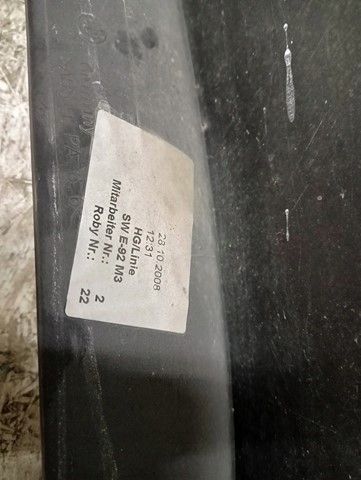 28.10.2008
12:31
HG/Linie
SW E-92 M3
Mitarbeiter Nr.: 2
Roby Nr.: 22